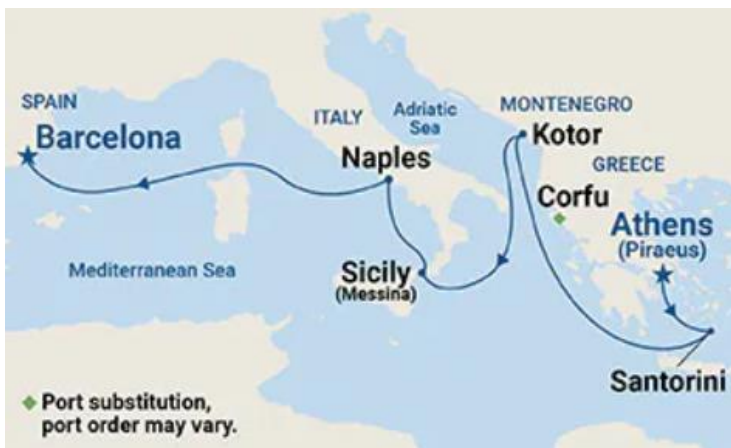 SPAIN
Barcelona
ITALY
Adriatic
Sea
MONTENEGRO
Kotor
Naples
GREECE
Corfu
Athens
(Piraeus)
Mediterranean Sea
Sicily
(Messina)
Santorini
Port substitution,
port order may vary.